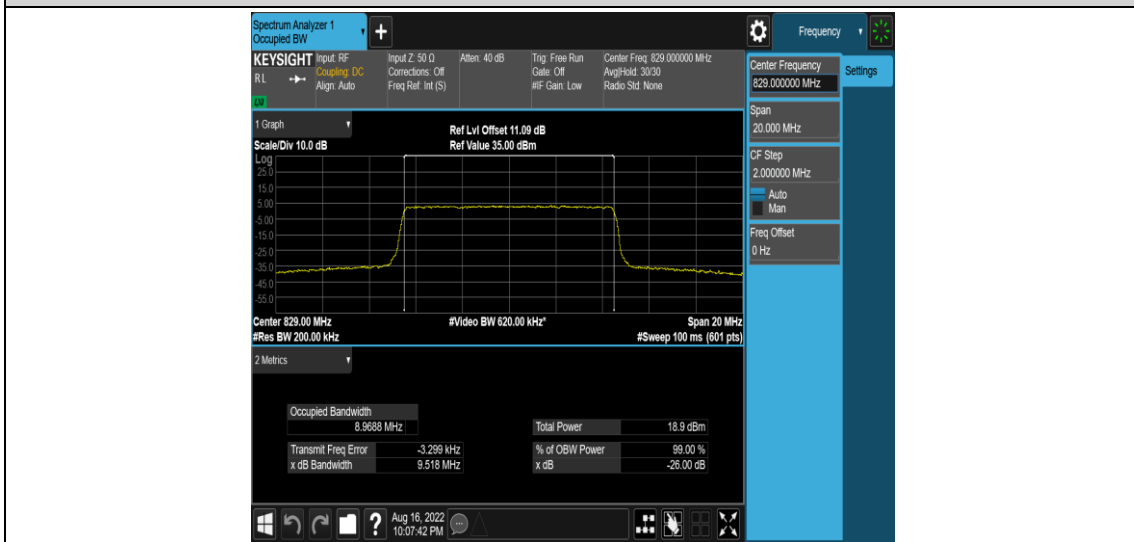 Spectrum Analyzer 1
Occupied BW
+
Frequency
KEYSIGHT
RL
LXI
Input: RF
Coupling: DC
Align: Auto
Input Z: 50 Ω
Corrections: Off
Freq Ref: Int (S)
Atten: 40 dB
Trig: Free Run
Gate: Off
#IF Gain: Low
Center Freq: 829.000000 MHz
Avg|Hold: 30/30
Radio Std: None
Center Frequency
829.000000 MHz
Settings
Span
20.000 MHz
CF Step
2.000000 MHz
Auto
Man
Freq Offset
0 Hz
1 Graph
Scale/Div 10.0 dB
Ref Lvl Offset 11.09 dB
Ref Value 35.00 dBm
Log
25.0
15.0
5.00
-5.00
-15.0
-25.0
-35.0
-45.0
-55.0
Center 829.00 MHz
#Res BW 200.00 kHz
#Video BW 620.00 kHz*
Span 20 MHz
#Sweep 100 ms (601 pts)
2 Metrics
Occupied Bandwidth
8.9688 MHz
Transmit Freq Error -3.299 kHz
x dB Bandwidth 9.518 MHz
Total Power 18.9 dBm
% of OBW Power 99.00 %
x dB -26.00 dB
?
Aug 16, 2022
10:07:42 PM